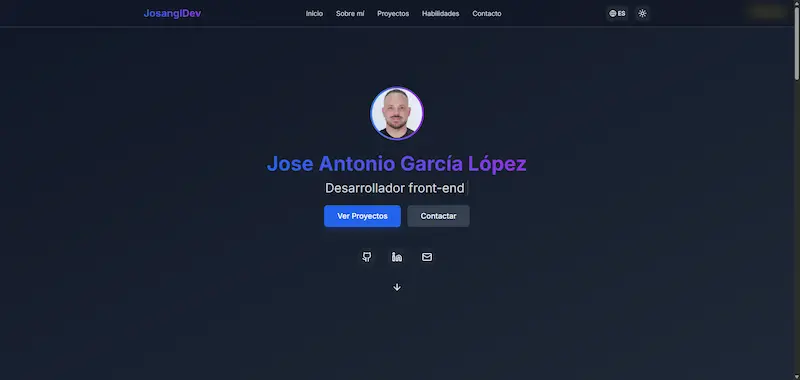 JosanglDev
Inicio
Sobre mí
Proyectos
Habilidades
Contacto
ES
Jose Antonio García López
Desarrollador front-end
Ver Proyectos
Contactar